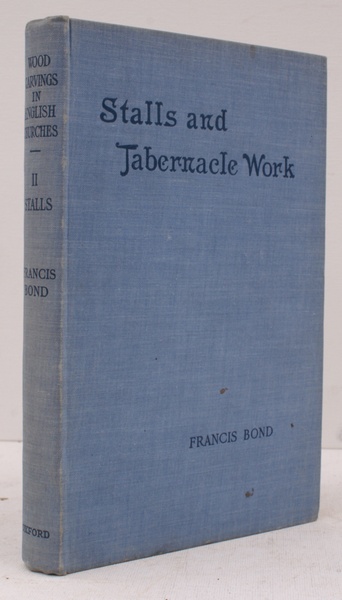 Stalls and
Tabernacle Work
FRANCIS BOND
WOOD
CARVINGS
IN
ENGLISH
CHURCHES
II
STALLS
FRANCIS
BOND
OXFORD